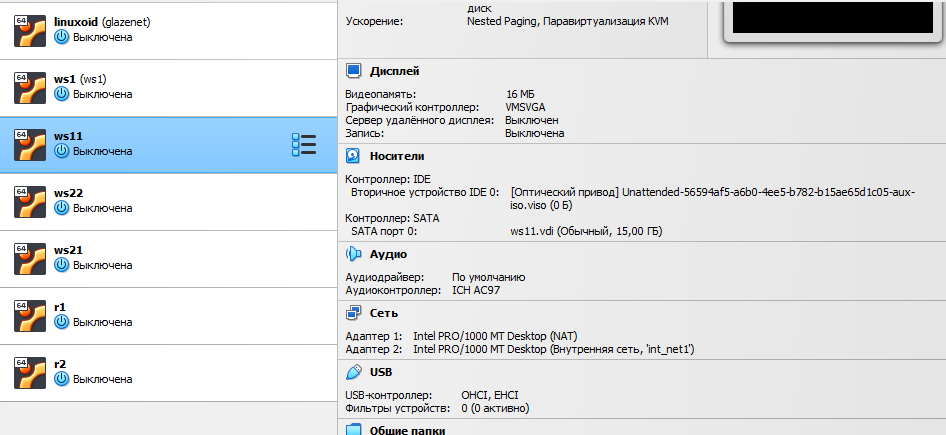 64 linuxoid (glazenet)
Выключена
64 ws1 (ws1)
Выключена
64 ws11
Выключена
64 ws22
Выключена
64 ws21
Выключена
64 r1
Выключена
64 r2
Выключена
диск
Ускорение: Nested Paging, Паравиртуализация KVM
Дисплей
Видеопамять: 16 МБ
Графический контроллер: VMSVGA
Сервер удалённого дисплея: Выключен
Запись: Выключена
Носители
Контроллер: IDE
Вторичное устройство IDE 0: [Оптический привод] Unattended-56594af5-a6b0-4ee5-b782-b15ae65d1c05-aux-
iso.viso (0 Б)
Контроллер: SATA
SATA порт 0: ws11.vdi (Обычный, 15,00 ГБ)
Аудио
Аудиодрайвер: По умолчанию
Аудиоконтроллер: ICH AC97
Сеть
Адаптер 1: Intel PRO/1000 MT Desktop (NAT)
Адаптер 2: Intel PRO/1000 MT Desktop (Внутренняя сеть, 'int_net1')
USB
USB-контроллер: OHCI, EHCI
Фильтры устройств: 0 (0 активно)
Общие папки